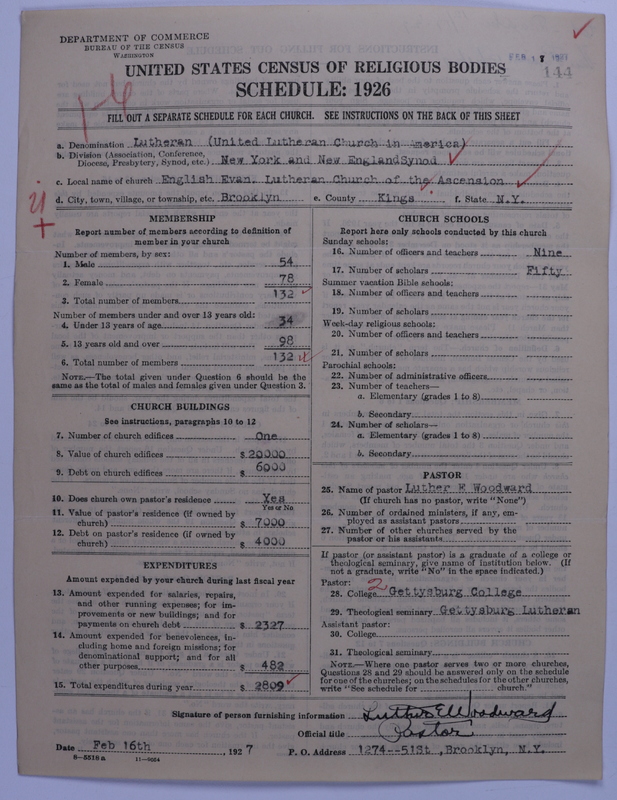 DEPARTMENT OF COMMERCE
BUREAU OF THE CENSUS
WASHINGTON
144
UNITED STATES CENSUS OF RELIGIOUS BODIES
SCHEDULE: 1926
FILL OUT A SEPARATE SCHEDULE FOR EACH CHURCH. SEE INSTRUCTIONS ON THE BACK OF THIS SHEET
a. Denomination Lutheran (United Lutheran Church in America)
b. Division (Association, Conference,
Diocese, Presbytery, Synod, etc.) New York and New EnglandSynod
c. Local name of church English Evan. Lutheran Church of the Ascension
d. City, town, village, or township, etc. Brooklyn e. County Kings f. State N.Y.
MEMBERSHIP
Report number of members according to definition of
member in your church
Number of members, by sex:
1. Male 54
2. Female 78
3. Total number of members 132
Number of members under and over 13 years old:
4. Under 13 years of age 34
5. 13 years old and over 98
6. Total number of members 132
NOTE.—The total given under Question 6 should be the
same as the total of males and females given under Question 3.
CHURCH BUILDINGS
See instructions, paragraphs 10 to 12
7. Number of church edifices One
8. Value of church edifices $ 20000
9. Debt on church edifices $ 6000
10. Does church own pastor's residence Yes
Yes or No
11. Value of pastor's residence (if owned by
church) $ 7000
12. Debt on pastor's residence (if owned by
church) $ 4000
EXPENDITURES
Amount expended by your church during last fiscal year
13. Amount expended for salaries, repairs,
and other running expenses; for im-
provements or new buildings; and for
payments on church debt $ 2327
14. Amount expended for benevolences, in-
cluding home and foreign missions; for
denominational support; and for all
other purposes $ 482
15. Total expenditures during year $ 2809
CHURCH SCHOOLS
Report here only schools conducted by this church
Sunday schools:
16. Number of officers and teachers Nine
17. Number of scholars Fifty
Summer vacation Bible schools:
18. Number of officers and teachers
19. Number of scholars
Week-day religious schools:
20. Number of officers and teachers
21. Number of scholars
Parochial schools:
22. Number of administrative officers
23. Number of teachers—
a. Elementary (grades 1 to 8)
b. Secondary
24. Number of scholars—
a. Elementary (grades 1 to 8)
b. Secondary
PASTOR
25. Name of pastor Luther E Woodward
(If church has no pastor, write "None")
26. Number of ordained ministers, if any, em-
ployed as assistant pastors
27. Number of other churches served by the
pastor or his assistants
If pastor (or assistant pastor) is a graduate of a college or
theological seminary, give name of institution below. (If
not a graduate, write "No" in the space indicated.)
Pastor:
28. College 2 Gettysburg College
29. Theological seminary Gettysburg Lutheran
Assistant pastor:
30. College
31. Theological seminary
NOTE.—Where one pastor serves two or more churches,
Questions 28 and 29 should be answered only on the schedule
for one of the churches; on the schedules for the other churches,
write "See schedule for church."
Signature of person furnishing information Luther E Woodward
Official title Pastor
Date Feb 16th, 1927 P. O. Address 1274--51St ,Brooklyn, N.Y.
8—5518a 11—9064